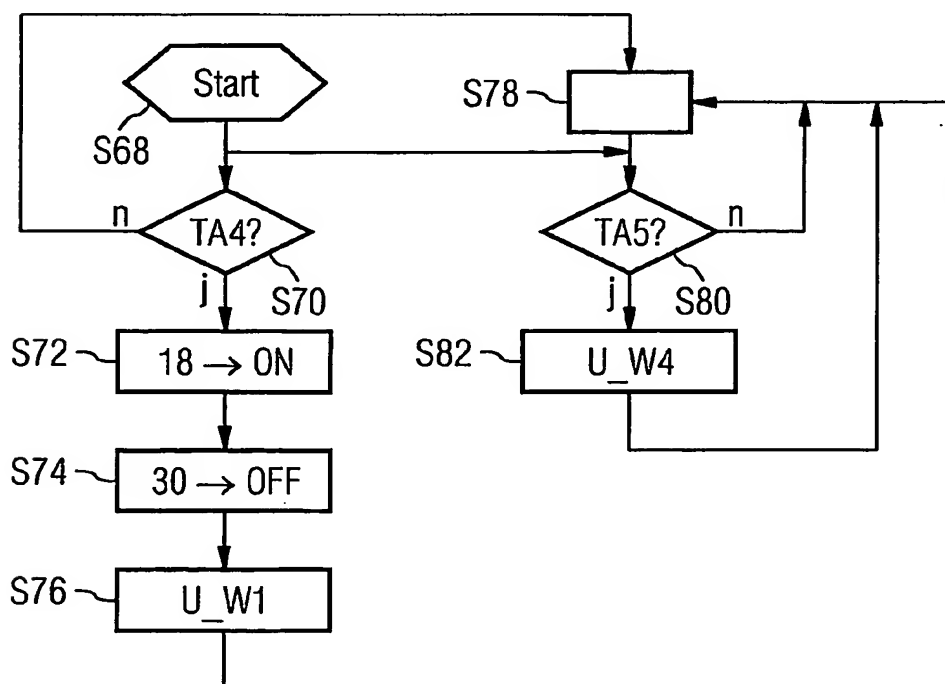 Start
S68
n
TA4?
S70
j
S72
18 → ON
S74
30 → OFF
S76
U_W1
S78
TA5?
n
S80
j
S82
U_W4